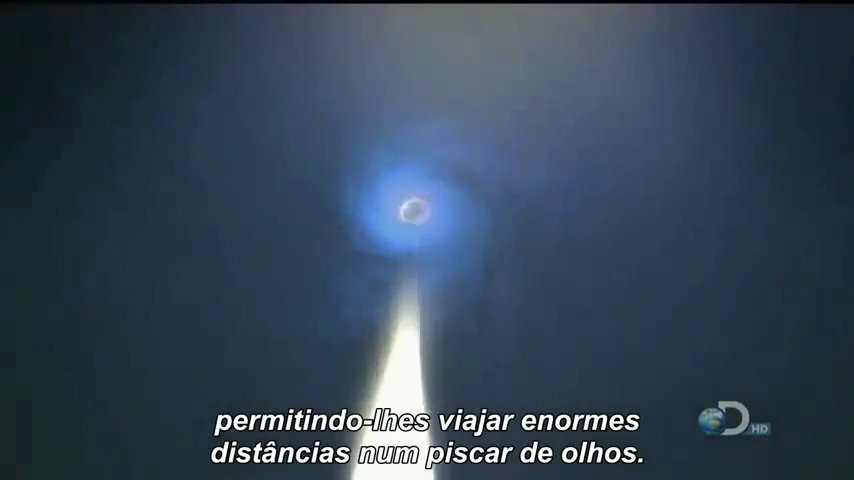 permitindo-lhes viajar enormes
distâncias num piscar de olhos.
D HD